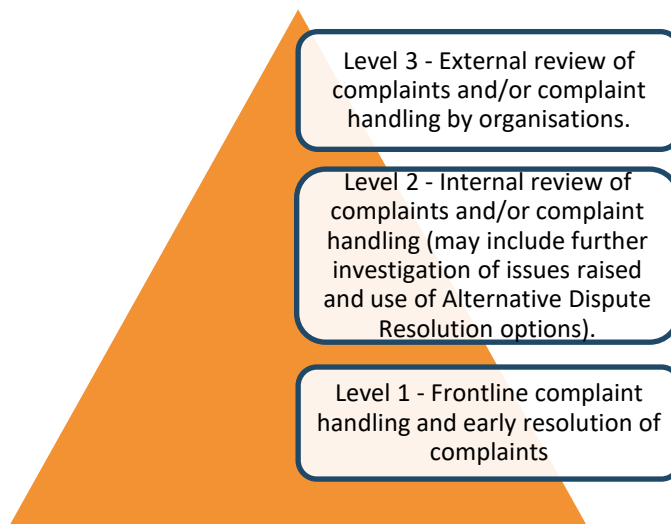 Level 3 - External review of
complaints and/or complaint
handling by organisations.
Level 2 - Internal review of
complaints and/or complaint
handling (may include further
investigation of issues raised
and use of Alternative Dispute
Resolution options).
Level 1 - Frontline complaint
handling and early resolution of
complaints